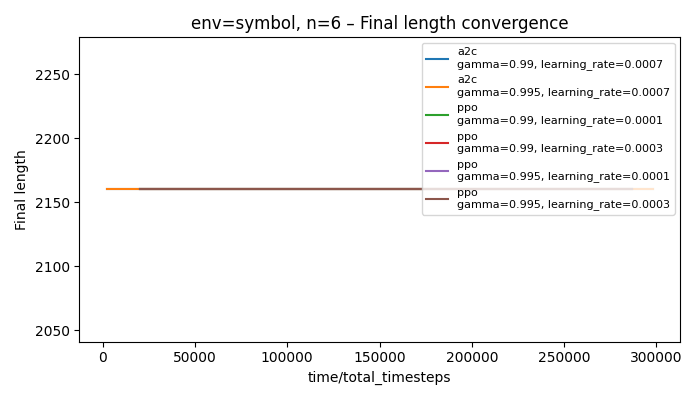 env=symbol, n=6 – Final length convergence
Final length
2250
2200
2150
2100
2050
a2c
gamma=0.99, learning_rate=0.0007
a2c
gamma=0.995, learning_rate=0.0007
ppo
gamma=0.99, learning_rate=0.0001
ppo
gamma=0.99, learning_rate=0.0003
ppo
gamma=0.995, learning_rate=0.0001
ppo
gamma=0.995, learning_rate=0.0003
0 50000 100000 150000 200000 250000 300000
time/total_timesteps